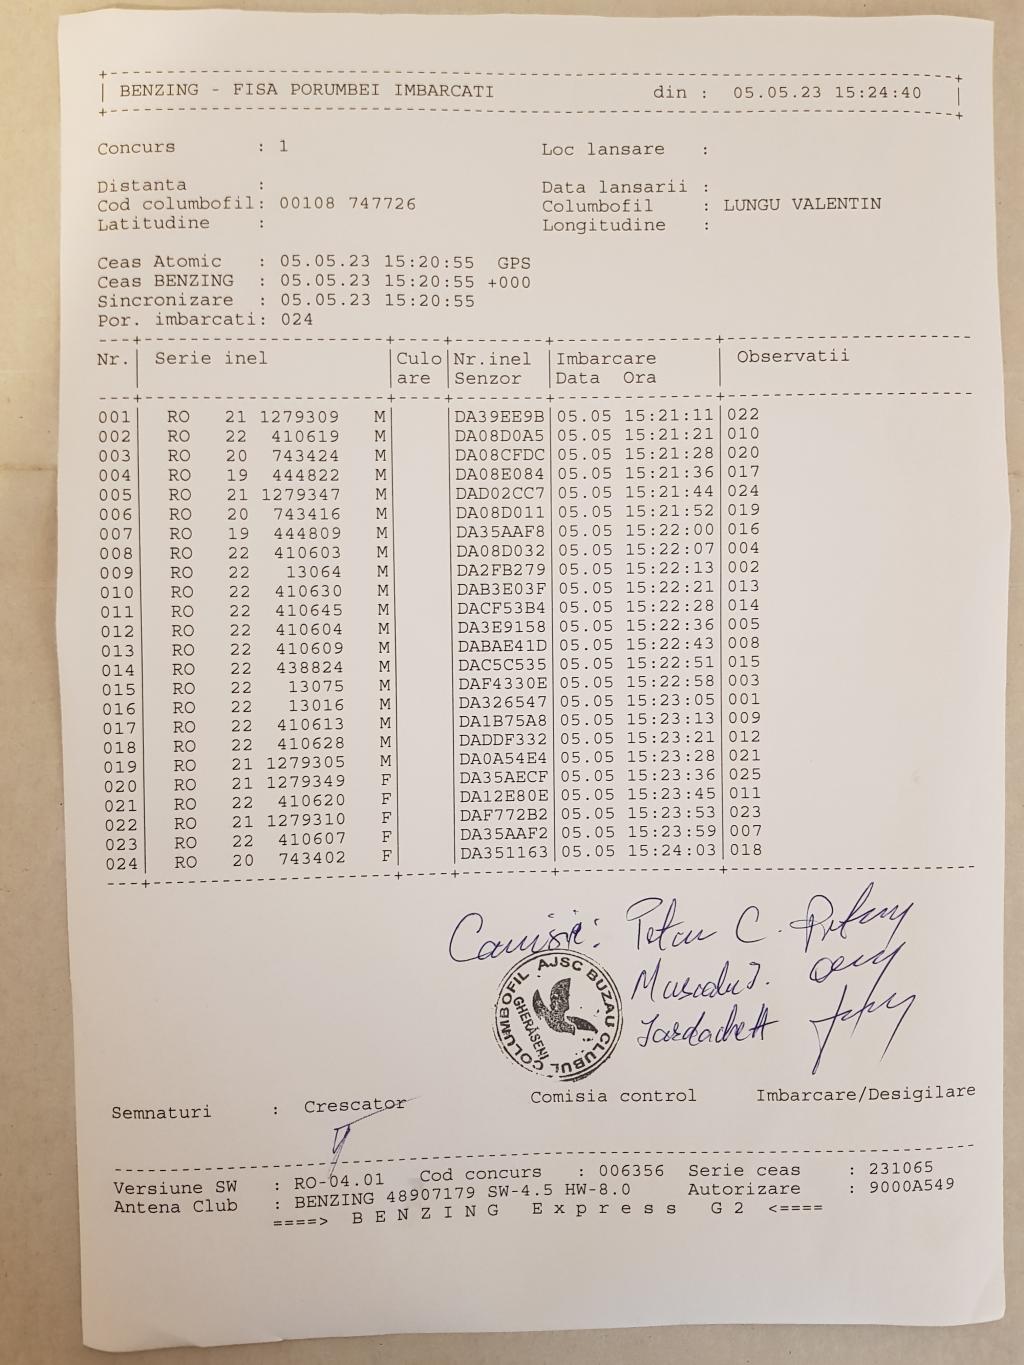 BENZING - FISA PORUMBEI IMBARCATI din : 05.05.23 15:24:40
Concurs : 1 Loc lansare :
Distanta : Data lansarii :
Cod columbofil: 00108 747726 Columbofil : LUNGU VALENTIN
Latitudine : Longitudine :
Ceas Atomic : 05.05.23 15:20:55 GPS
Ceas BENZING : 05.05.23 15:20:55 +000
Sincronizare : 05.05.23 15:20:55
Por. imbarcati: 024
Nr. Serie inel Culo Nr.inel Imbarcare Observatii
are Senzor Data Ora
001 RO 21 1279309 M DA39EE9B 05.05 15:21:11 022
002 RO 22 410619 M DA08D0A5 05.05 15:21:21 010
003 RO 20 743424 M DA08CFDC 05.05 15:21:28 020
004 RO 19 444822 M DA08E084 05.05 15:21:36 017
005 RO 21 1279347 M DAD02CC7 05.05 15:21:44 024
006 RO 20 743416 M DA08D011 05.05 15:21:52 019
007 RO 19 444809 M DA35AAF8 05.05 15:22:00 016
008 RO 22 410603 M DA08D032 05.05 15:22:07 004
009 RO 22 13064 M DA2FB279 05.05 15:22:13 002
010 RO 22 410630 M DAB3E03F 05.05 15:22:21 013
011 RO 22 410645 M DACF53B4 05.05 15:22:28 014
012 RO 22 410604 M DA3E9158 05.05 15:22:36 005
013 RO 22 410609 M DABAE41D 05.05 15:22:43 008
014 RO 22 438824 M DAC5C535 05.05 15:22:51 015
015 RO 22 13075 M DAF4330E 05.05 15:22:58 003
016 RO 22 13016 M DA326547 05.05 15:23:05 001
017 RO 22 410613 M DA1B75A8 05.05 15:23:13 009
018 RO 22 410628 M DADDF332 05.05 15:23:21 012
019 RO 21 1279305 M DA0A54E4 05.05 15:23:28 021
020 RO 21 1279349 F DA35AECF 05.05 15:23:36 025
021 RO 22 410620 F DA12E80E 05.05 15:23:45 011
022 RO 21 1279310 F DAF772B2 05.05 15:23:53 023
023 RO 22 410607 F DA35AAF2 05.05 15:23:59 007
024 RO 20 743402 F DA351163 05.05 15:24:03 018
Comisie: C.
COLUMBOFIL AJSC BUZAU CLUBUL
GHERĂSENI
Semnaturi : Crescator Comisia control Imbarcare/Desigilare
Versiune SW : RO-04.01 Cod concurs : 006356 Serie ceas : 231065
Antena Club : BENZING 48907179 SW-4.5 HW-8.0 Autorizare : 9000A549
====> B E N Z I N G E x p r e s s G 2 <====